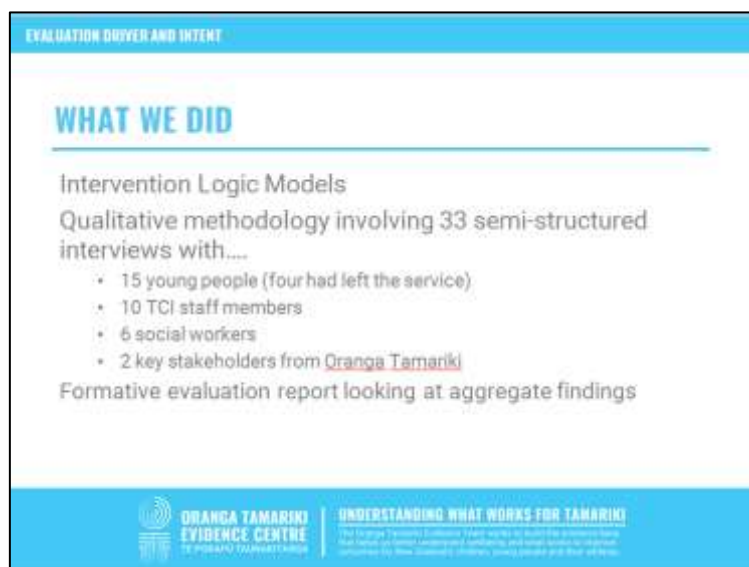 EVALUATION DRIVER AND INTENT
WHAT WE DID
Intervention Logic Models
Qualitative methodology involving 33 semi-structured
interviews with....
• 15 young people (four had left the service)
• 10 TCI staff members
• 6 social workers
• 2 key stakeholders from Oranga Tamariki
Formative evaluation report looking at aggregate findings
ORANGA TAMARIKI
EVIDENCE CENTRE
UNDERSTANDING WHAT WORKS FOR TAMARIKI